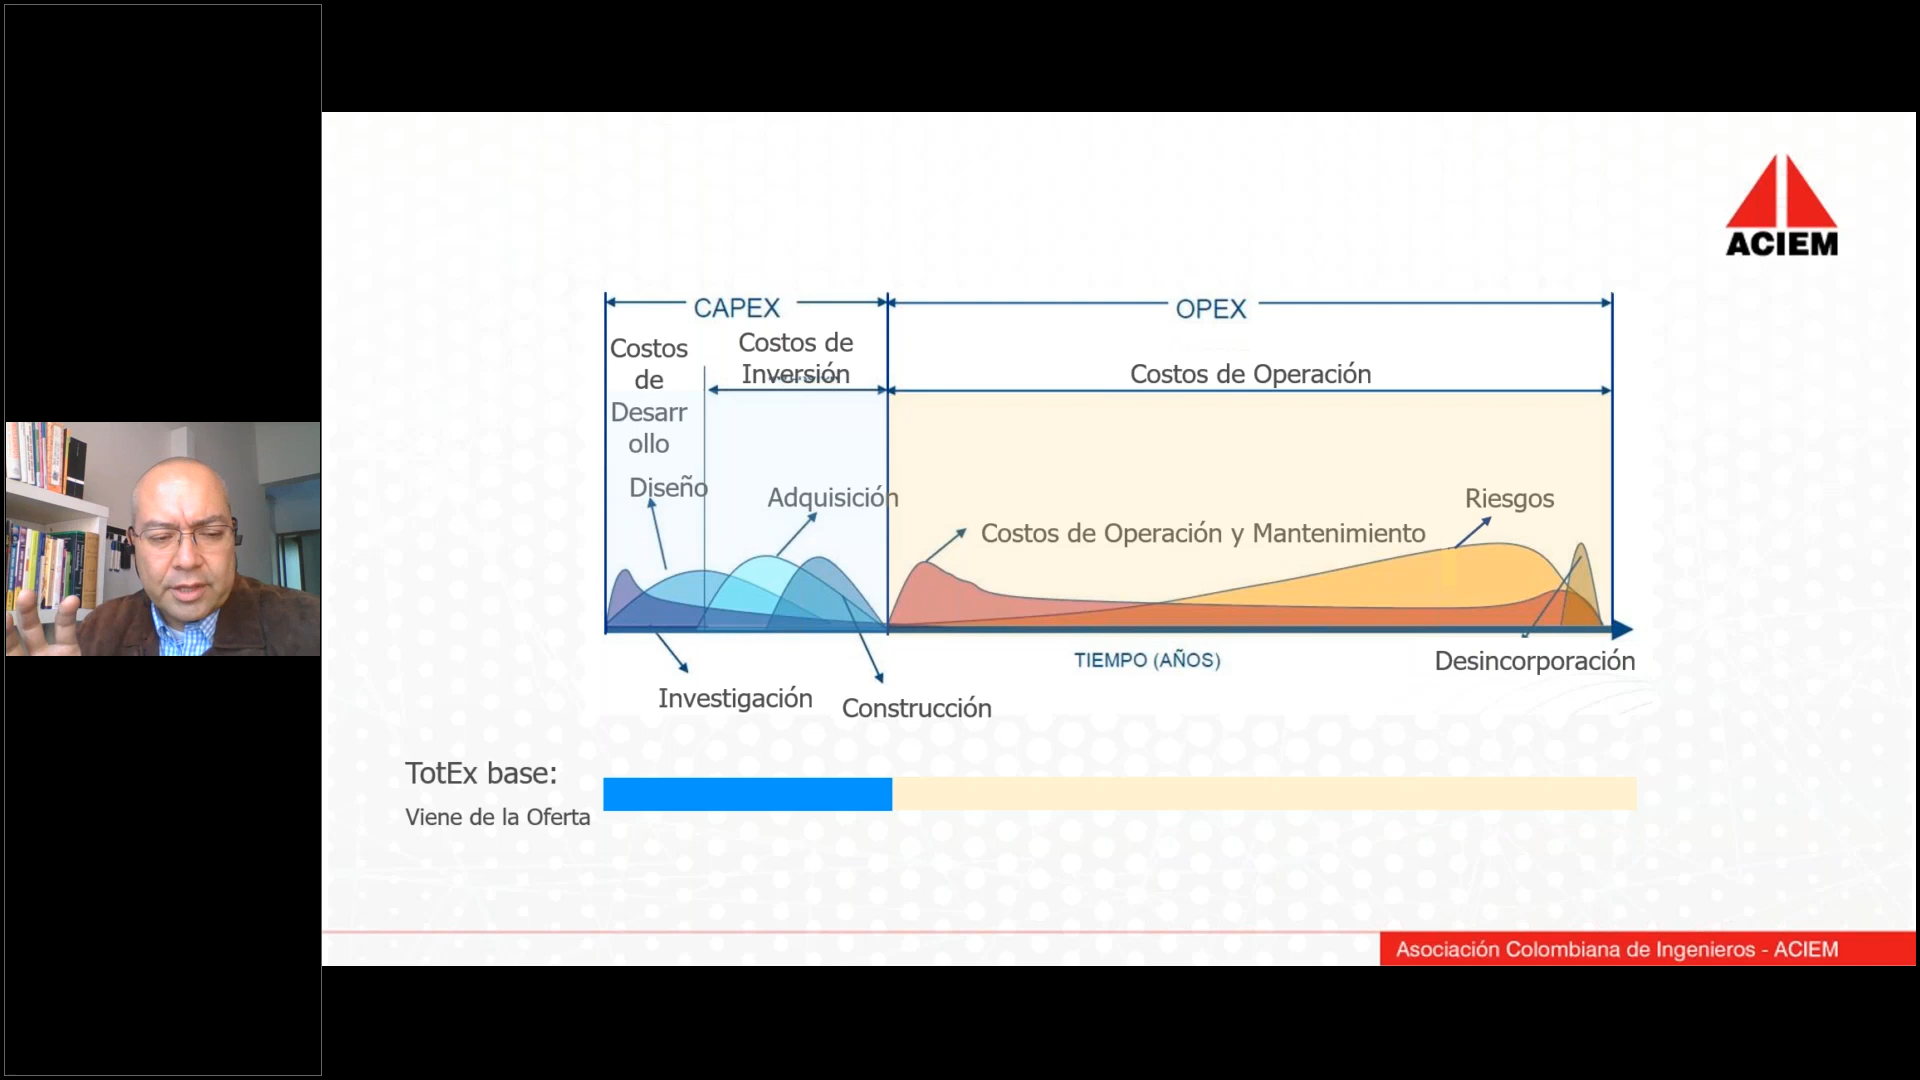 ACIEM
CAPEX
OPEX
Costos
de
Desarr
ollo
Costos de
Inversión
Costos de Operación
Diseño
Adquisición
Costos de Operación y Mantenimiento
Riesgos
TIEMPO (AÑOS)
Desincorporación
Investigación
Construcción
TotEx base:
Viene de la Oferta
Asociación Colombiana de Ingenieros - ACIEM